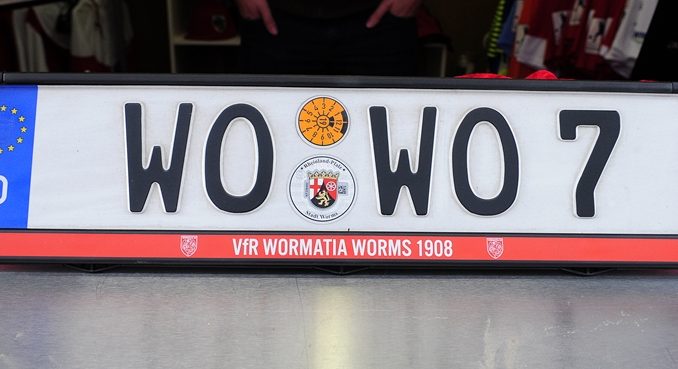 WO WO 7
Rheinland-Pfalz
Stadt Worms
VfR WORMATIA WORMS 1908